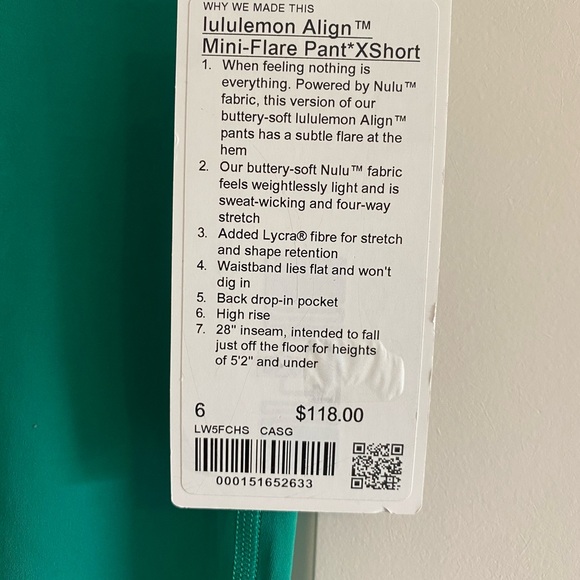 WHY WE MADE THIS
lululemon Align™
Mini-Flare Pant*XShort
1. When feeling nothing is
everything. Powered by Nulu™
fabric, this version of our
buttery-soft lululemon Align™
pants has a subtle flare at the
hem
2. Our buttery-soft Nulu™ fabric
feels weightlessly light and is
sweat-wicking and four-way
stretch
3. Added Lycra® fibre for stretch
and shape retention
4. Waistband lies flat and won't
dig in
5. Back drop-in pocket
6. High rise
7. 28" inseam, intended to fall
just off the floor for heights
of 5'2" and under
6 $118.00
LW5FCHS CASG
000151652633